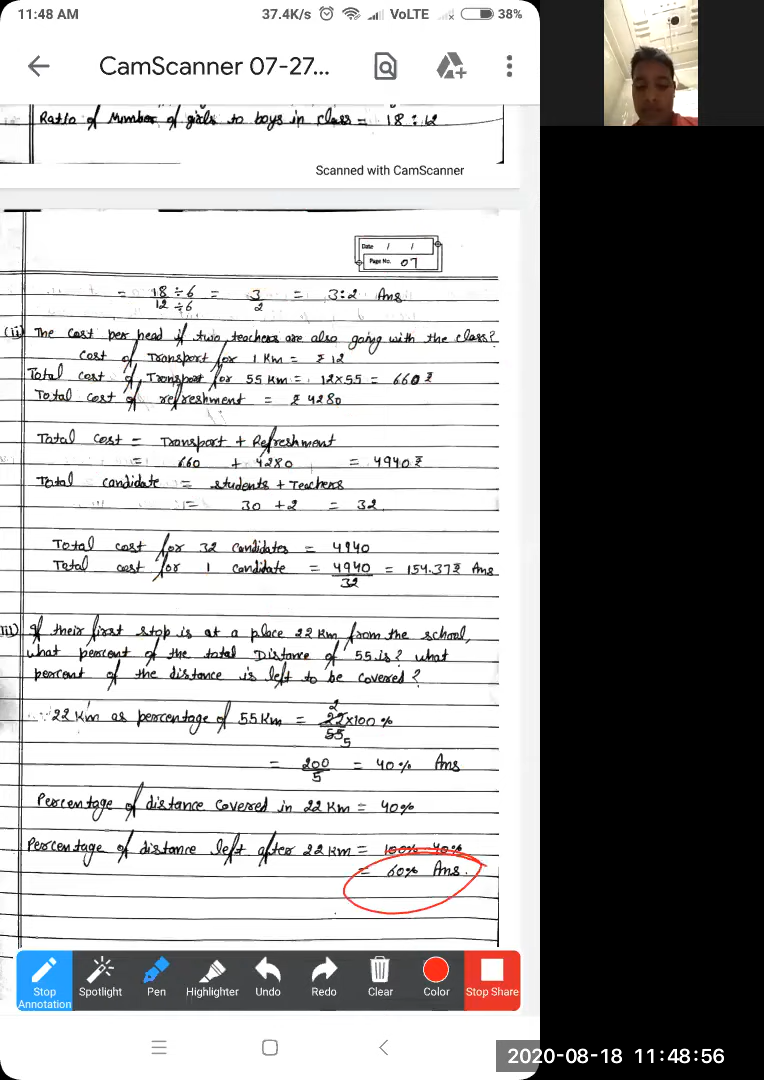 11:48 AM 37.4K/s VoLTE 38%
CamScanner 07-27...
Ratio of Number of girls to boys in class = 18 : 12
Scanned with CamScanner
Date / /
Page No. 07
= 18 ÷ 6 / 12 ÷ 6 = 3/2 = 3:2 Ans
(ii) The cost per head if two teachers are also going with the class?
Cost of Transport for 1 Km = ₹ 12
Total cost of Transport for 55 Km = 12×55 = 660 ₹
Total cost of refreshment = ₹ 4280
Total cost = Transport + Refreshment
= 660 + 4280 = 4940 ₹
Total candidate = students + Teachers
= 30 + 2 = 32
Total cost for 32 candidates = 4940
Total cost for 1 candidate = 4940/32 = 154.37₹ Ans
iii) If their first stop is at a place 22 Km from the school,
what percent of the total Distance of 55 is? what
percent of the distance is left to be covered?
∵ 22 Km as percentage of 55 Km = 22/55 ×100 % 2 5
= 200/5 = 40% Ans
Percentage of distance covered in 22 Km = 40%
Percentage of distance left after 22 Km = 100% - 40%
= 60% Ans.
Stop Annotation
Spotlight
Pen
Highlighter
Undo
Redo
Clear
Color
Stop Share
2020-08-18 11:48:56